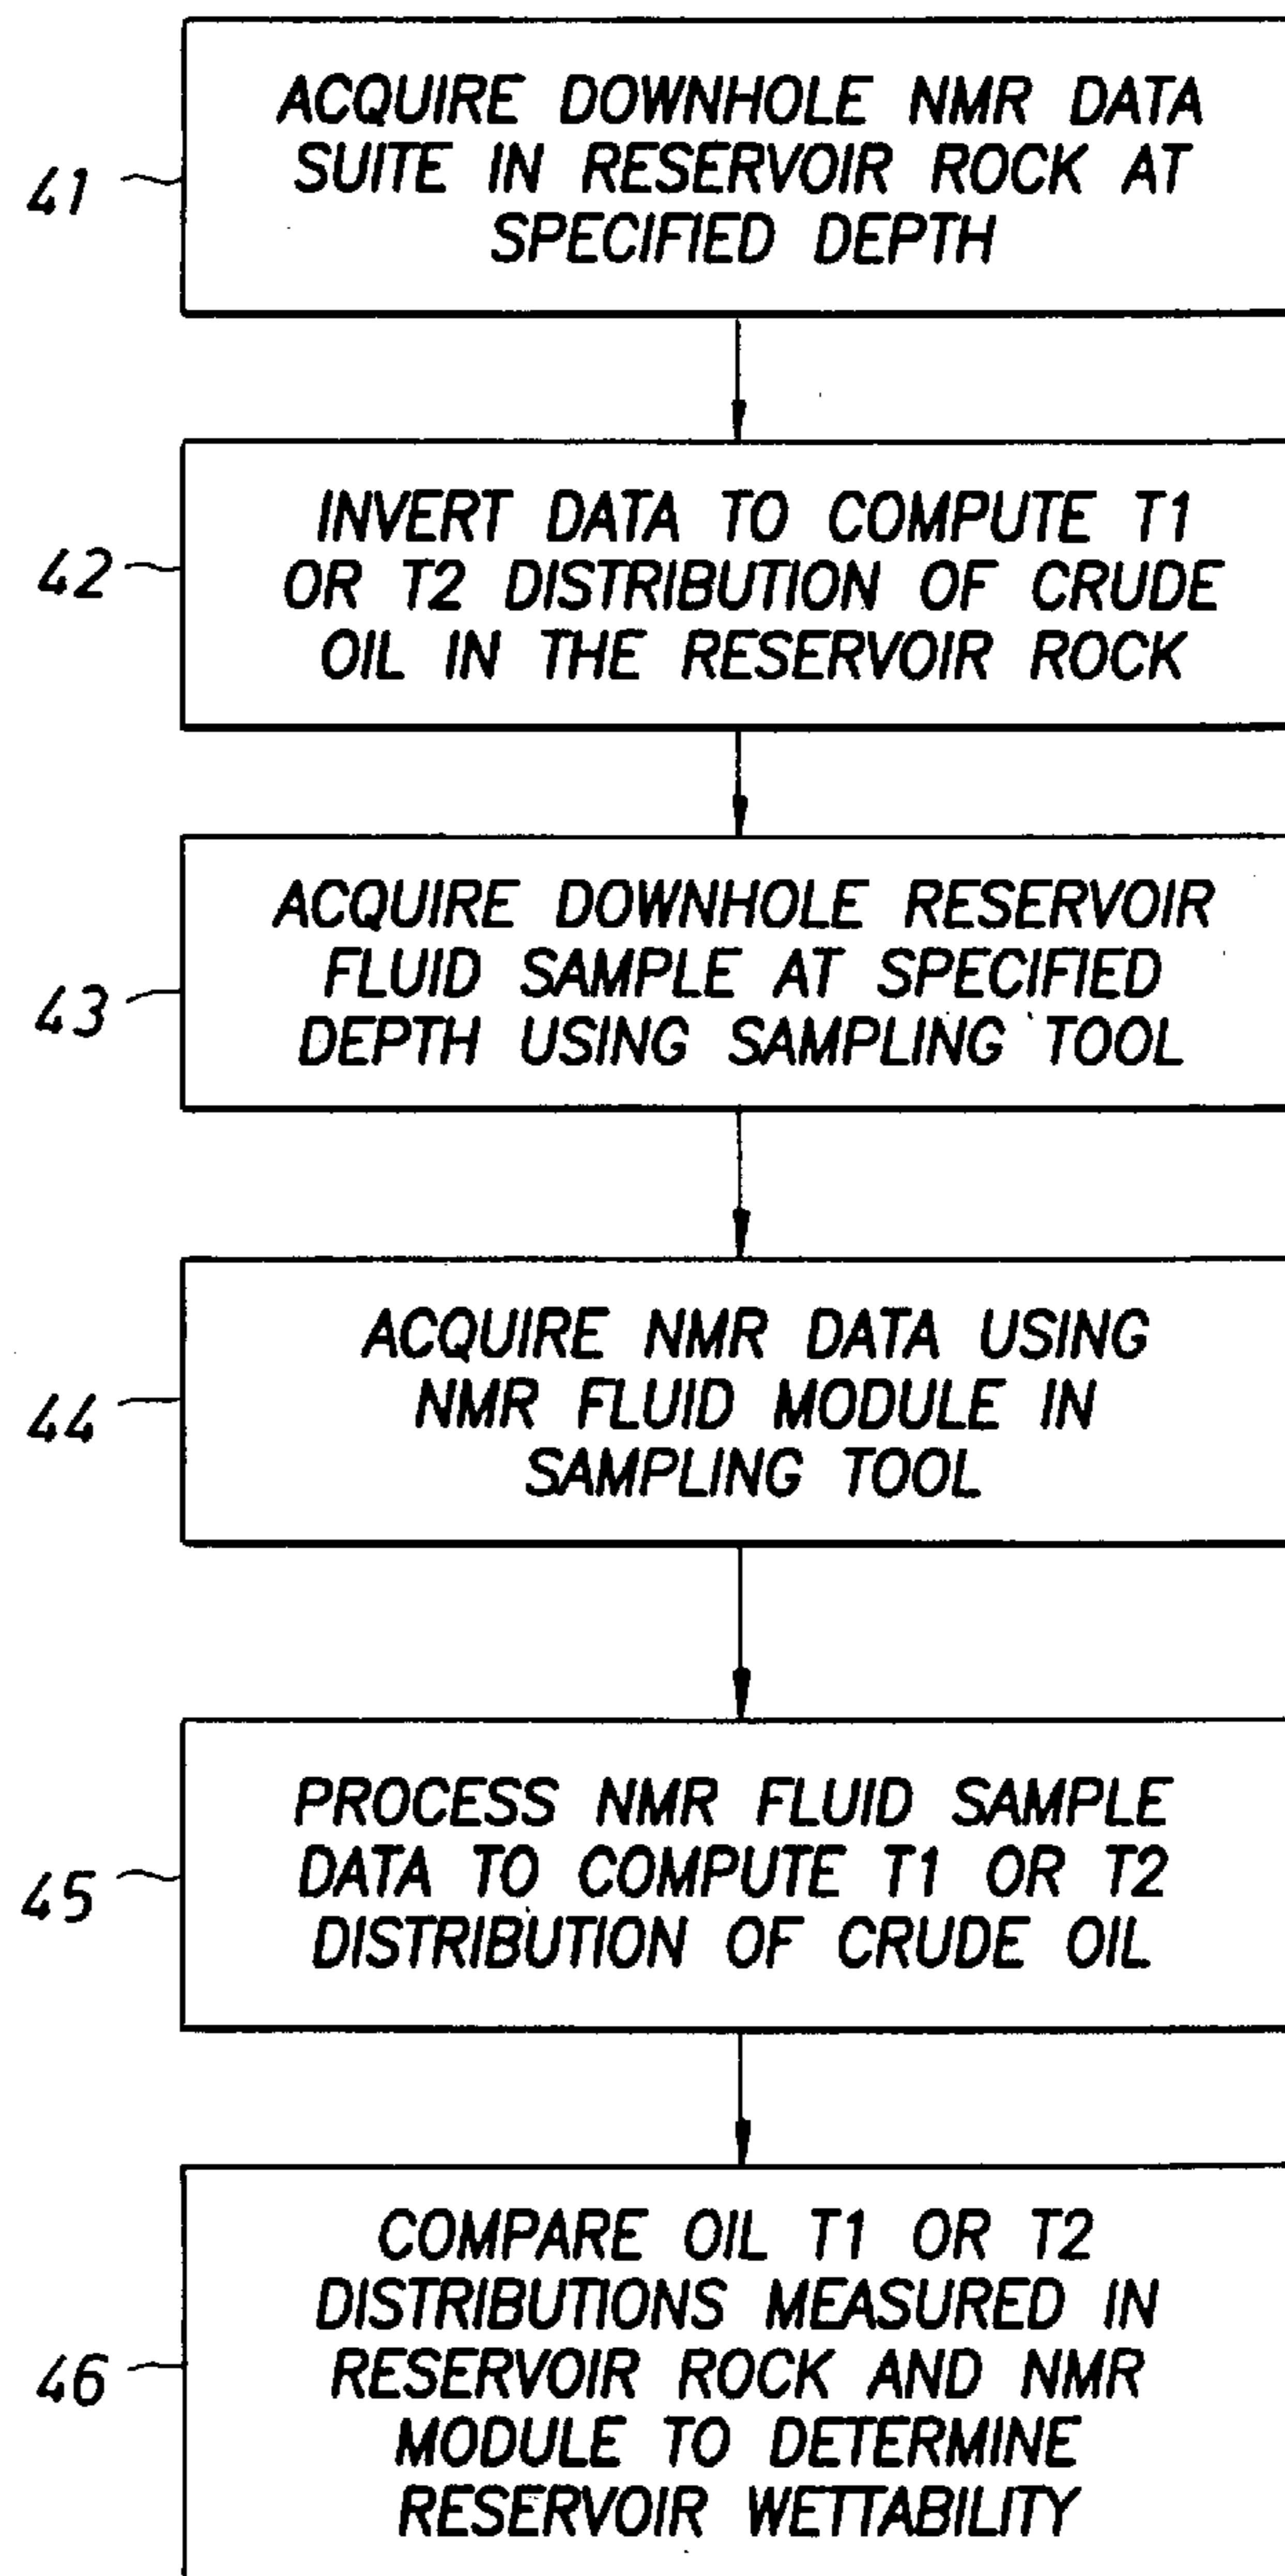 41
ACQUIRE DOWNHOLE NMR DATA
SUITE IN RESERVOIR ROCK AT
SPECIFIED DEPTH
42
INVERT DATA TO COMPUTE T1
OR T2 DISTRIBUTION OF CRUDE
OIL IN THE RESERVOIR ROCK
43
ACQUIRE DOWNHOLE RESERVOIR
FLUID SAMPLE AT SPECIFIED
DEPTH USING SAMPLING TOOL
44
ACQUIRE NMR DATA USING
NMR FLUID MODULE IN
SAMPLING TOOL
45
PROCESS NMR FLUID SAMPLE
DATA TO COMPUTE T1 OR T2
DISTRIBUTION OF CRUDE OIL
46
COMPARE OIL T1 OR T2
DISTRIBUTIONS MEASURED IN
RESERVOIR ROCK AND NMR
MODULE TO DETERMINE
RESERVOIR WETTABILITY